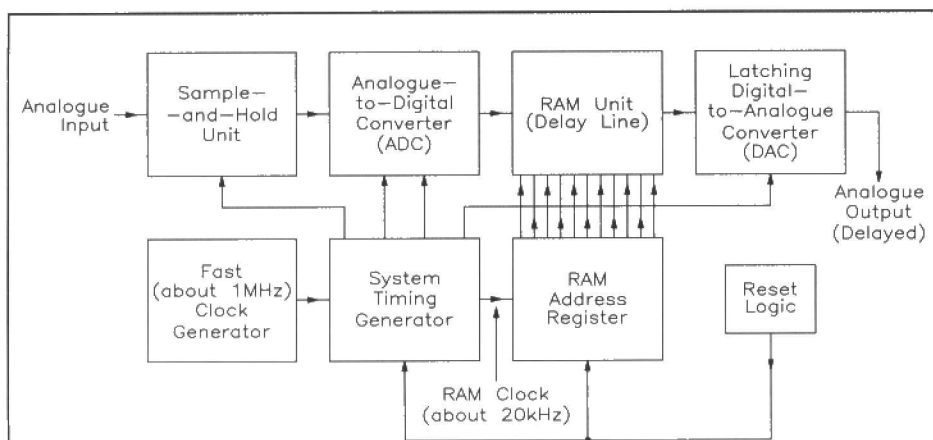 Analogue
Input
Sample-
-and-Hold
Unit
Analogue-
to-Digital
Converter
(ADC)
RAM Unit
(Delay Line)
Latching
Digital-
to-Analogue
Converter
(DAC)
Analogue
Output
(Delayed)
Fast
(about 1MHz)
Clock
Generator
System
Timing
Generator
RAM
Address
Register
Reset
Logic
RAM Clock
(about 20kHz)